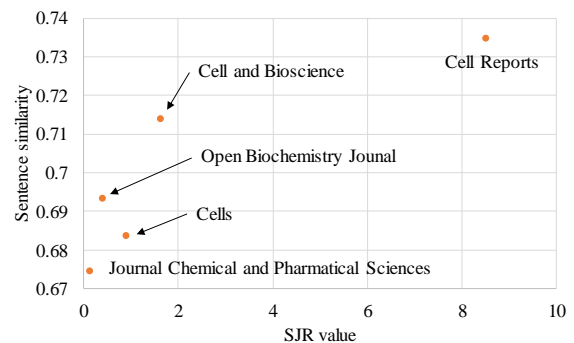 0.74
Cell Reports
Cell and Bioscience
0.73
0.72
0.71
Open Biochemistry Jounal
0.7
0.69
Cells
0.68
Journal Chemical and Pharmatical Sciences
0.67
0 2 4 6 8 10
SJR value
Sentence similarity